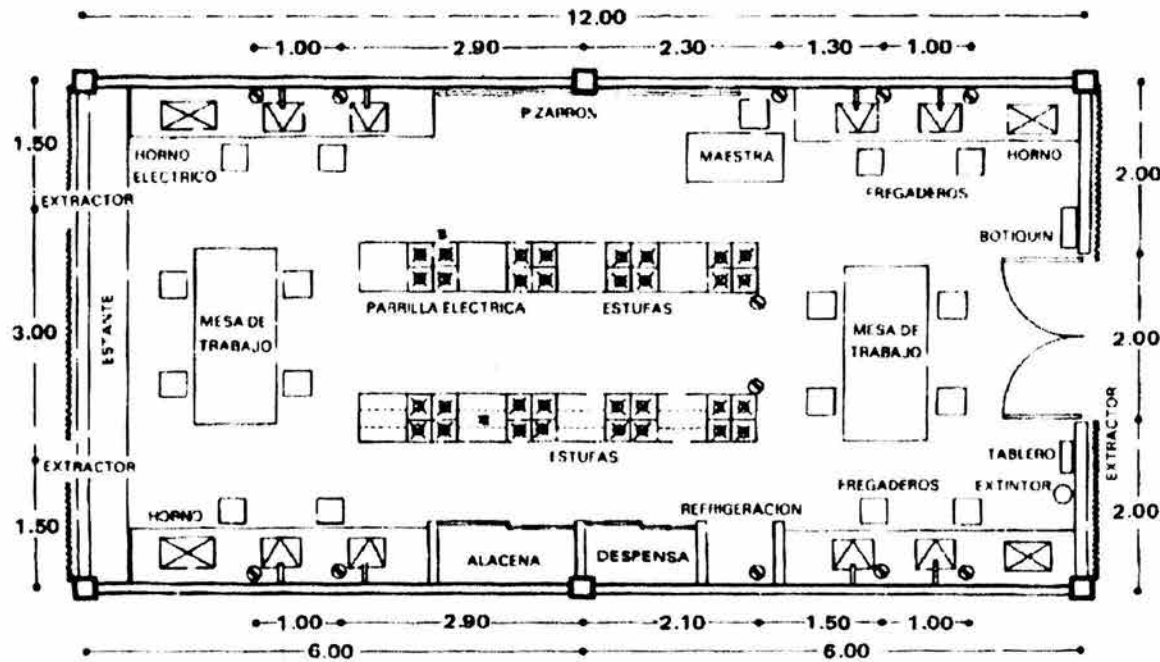 12.00
1.00 2.90 2.30 1.30 1.00
PIZARRON
1.50
HORNO ELECTRICO
MAESTRA
FREGADEROS
HORNO
2.00
EXTRACTOR
BOTIQUIN
PARRILLA ELECTRICA
ESTUFAS
3.00
ESTANTE
MESA DE
TRABAJO
MESA DE
TRABAJO
2.00
ESTUFAS
EXTRACTOR
TABLERO
EXTRACTOR
FREGADEROS
EXTINTOR
HORNO
REFRIGERACION
1.50
2.00
ALACENA
DESPENSA
1.00 2.90 2.10 1.50 1.00
6.00 6.00